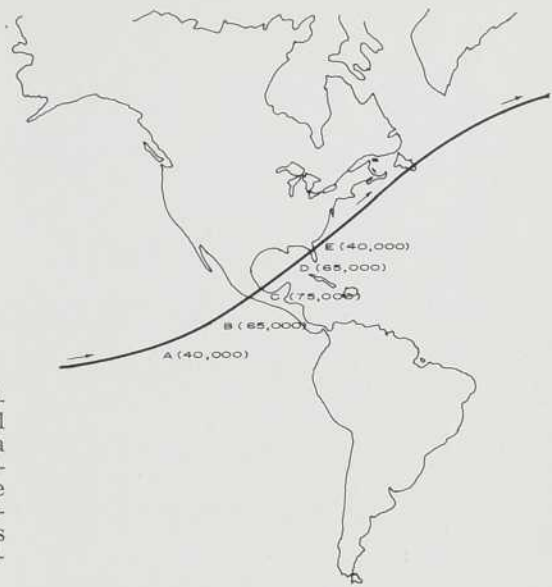 E (40,000)
D (65,000)
C (75,000)
B (65,000)
A (40,000)
l
a
e
s